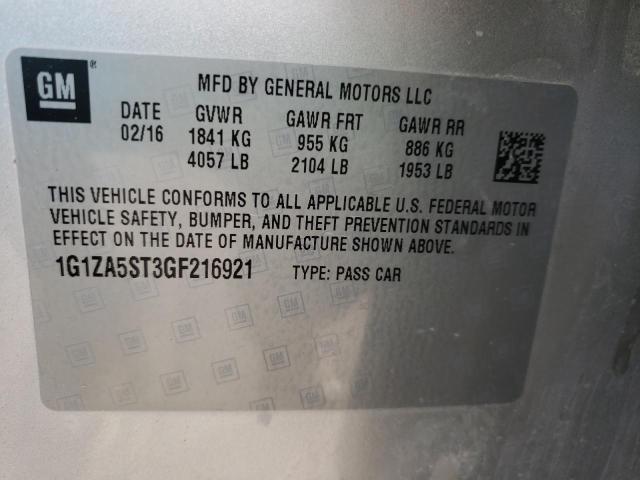 GM ®
MFD BY GENERAL MOTORS LLC
DATE GVWR GAWR FRT GAWR RR
02/16 1841 KG 955 KG 886 KG
4057 LB 2104 LB 1953 LB
THIS VEHICLE CONFORMS TO ALL APPLICABLE U.S. FEDERAL MOTOR
VEHICLE SAFETY, BUMPER, AND THEFT PREVENTION STANDARDS
IN EFFECT ON THE DATE OF MANUFACTURE SHOWN ABOVE.
1G1ZA5ST3GF216921 TYPE: PASS CAR